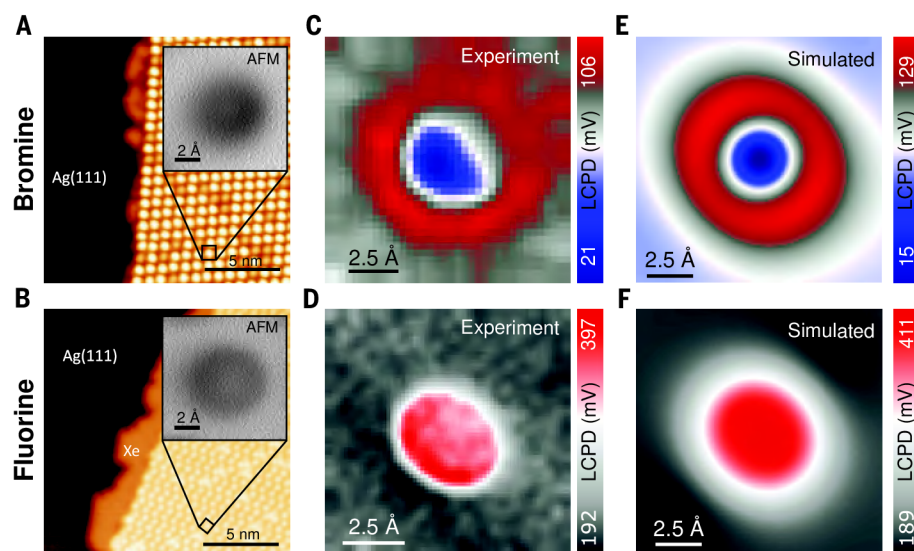 A
AFM
2 Å
Ag(111)
5 nm
Bromine
C
Experiment
2.5 Å
106
LCPD (mV)
21
E
Simulated
2.5 Å
129
LCPD (mV)
15
B
Ag(111)
AFM
2 Å
Xe
5 nm
Fluorine
D
Experiment
2.5 Å
397
LCPD (mV)
192
F
Simulated
2.5 Å
411
LCPD (mV)
189